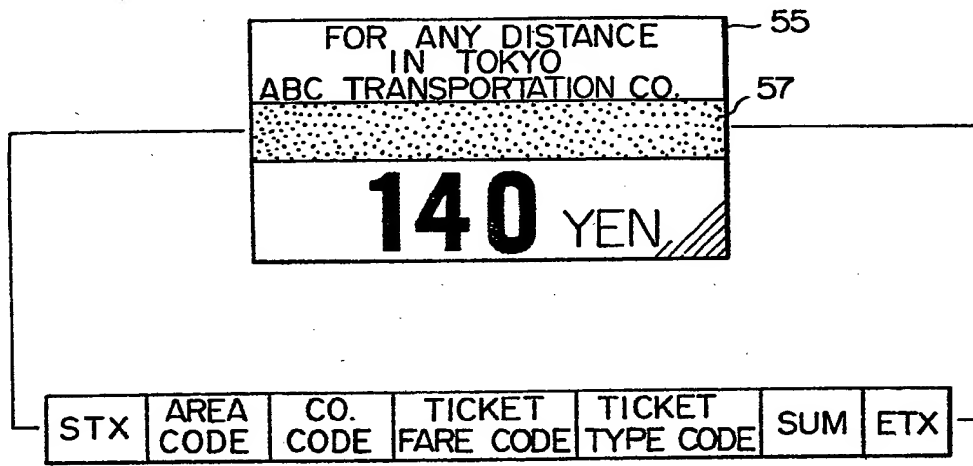 FOR ANY DISTANCE
IN TOKYO
ABC TRANSPORTATION CO.
55
57
140 YEN
STX
AREA CODE
CO. CODE
TICKET FARE CODE
TICKET TYPE CODE
SUM
ETX